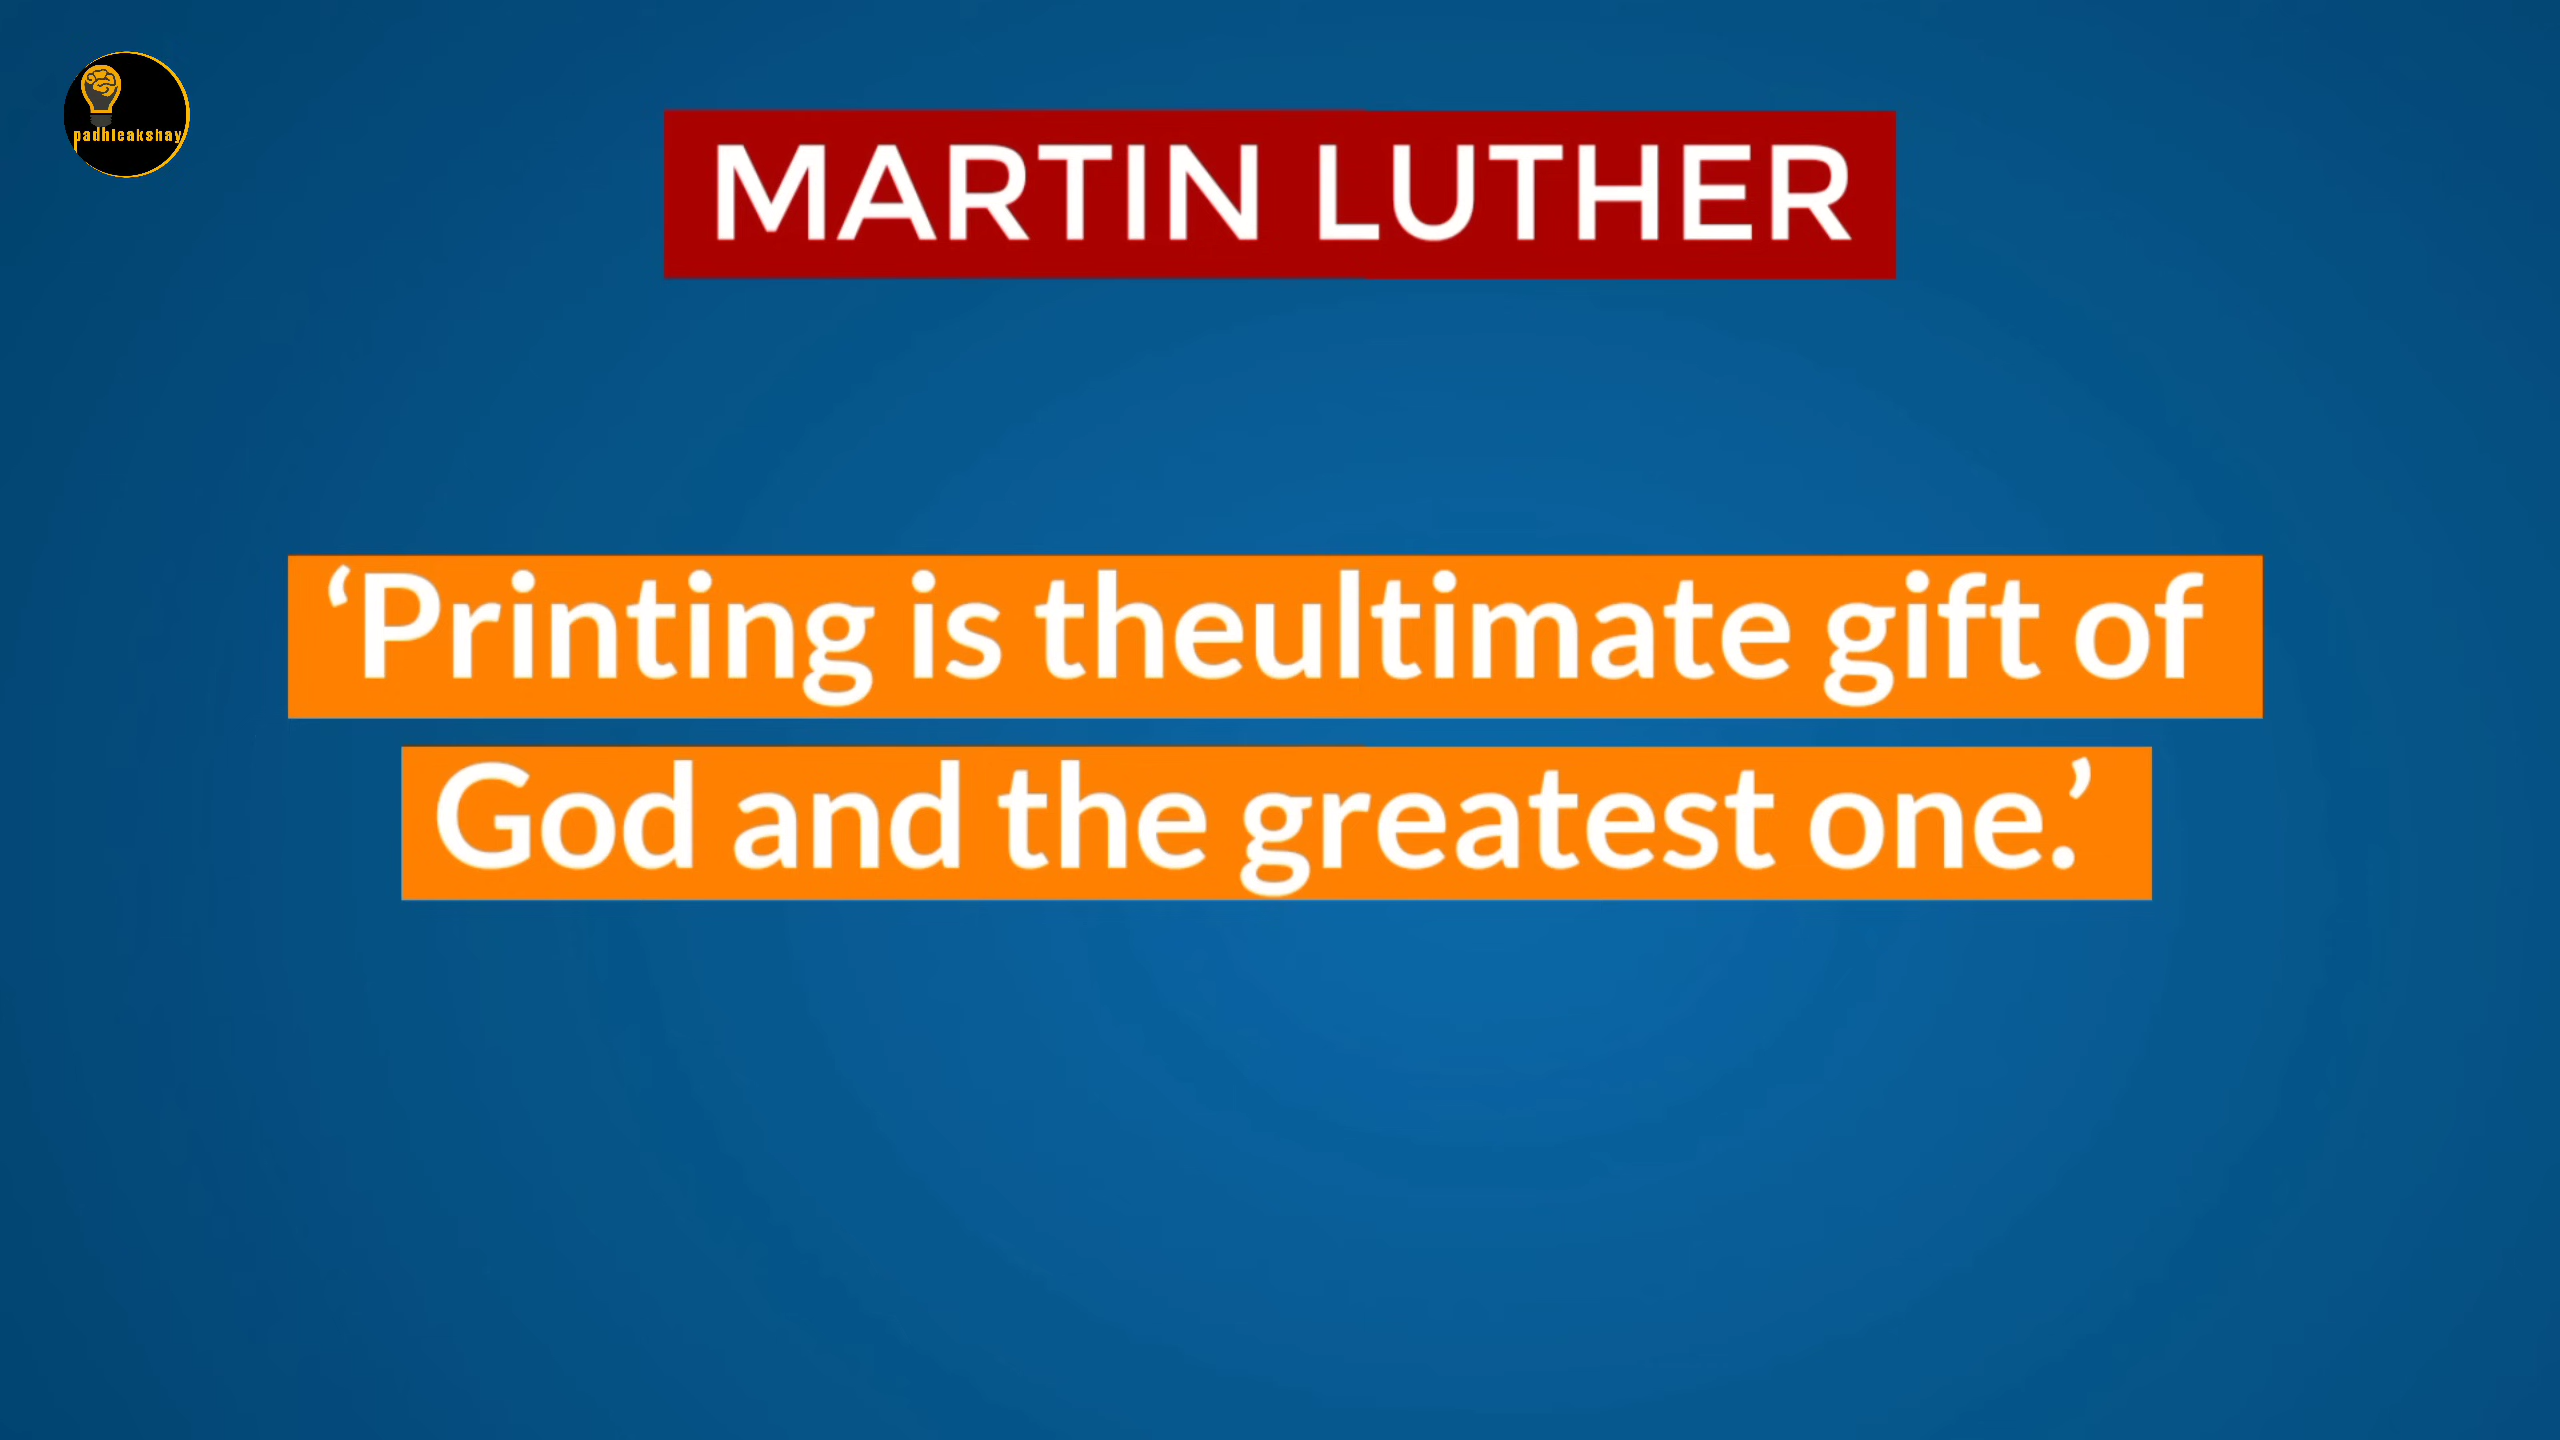 padhleakshay
MARTIN LUTHER
‘Printing is theultimate gift of
God and the greatest one.’